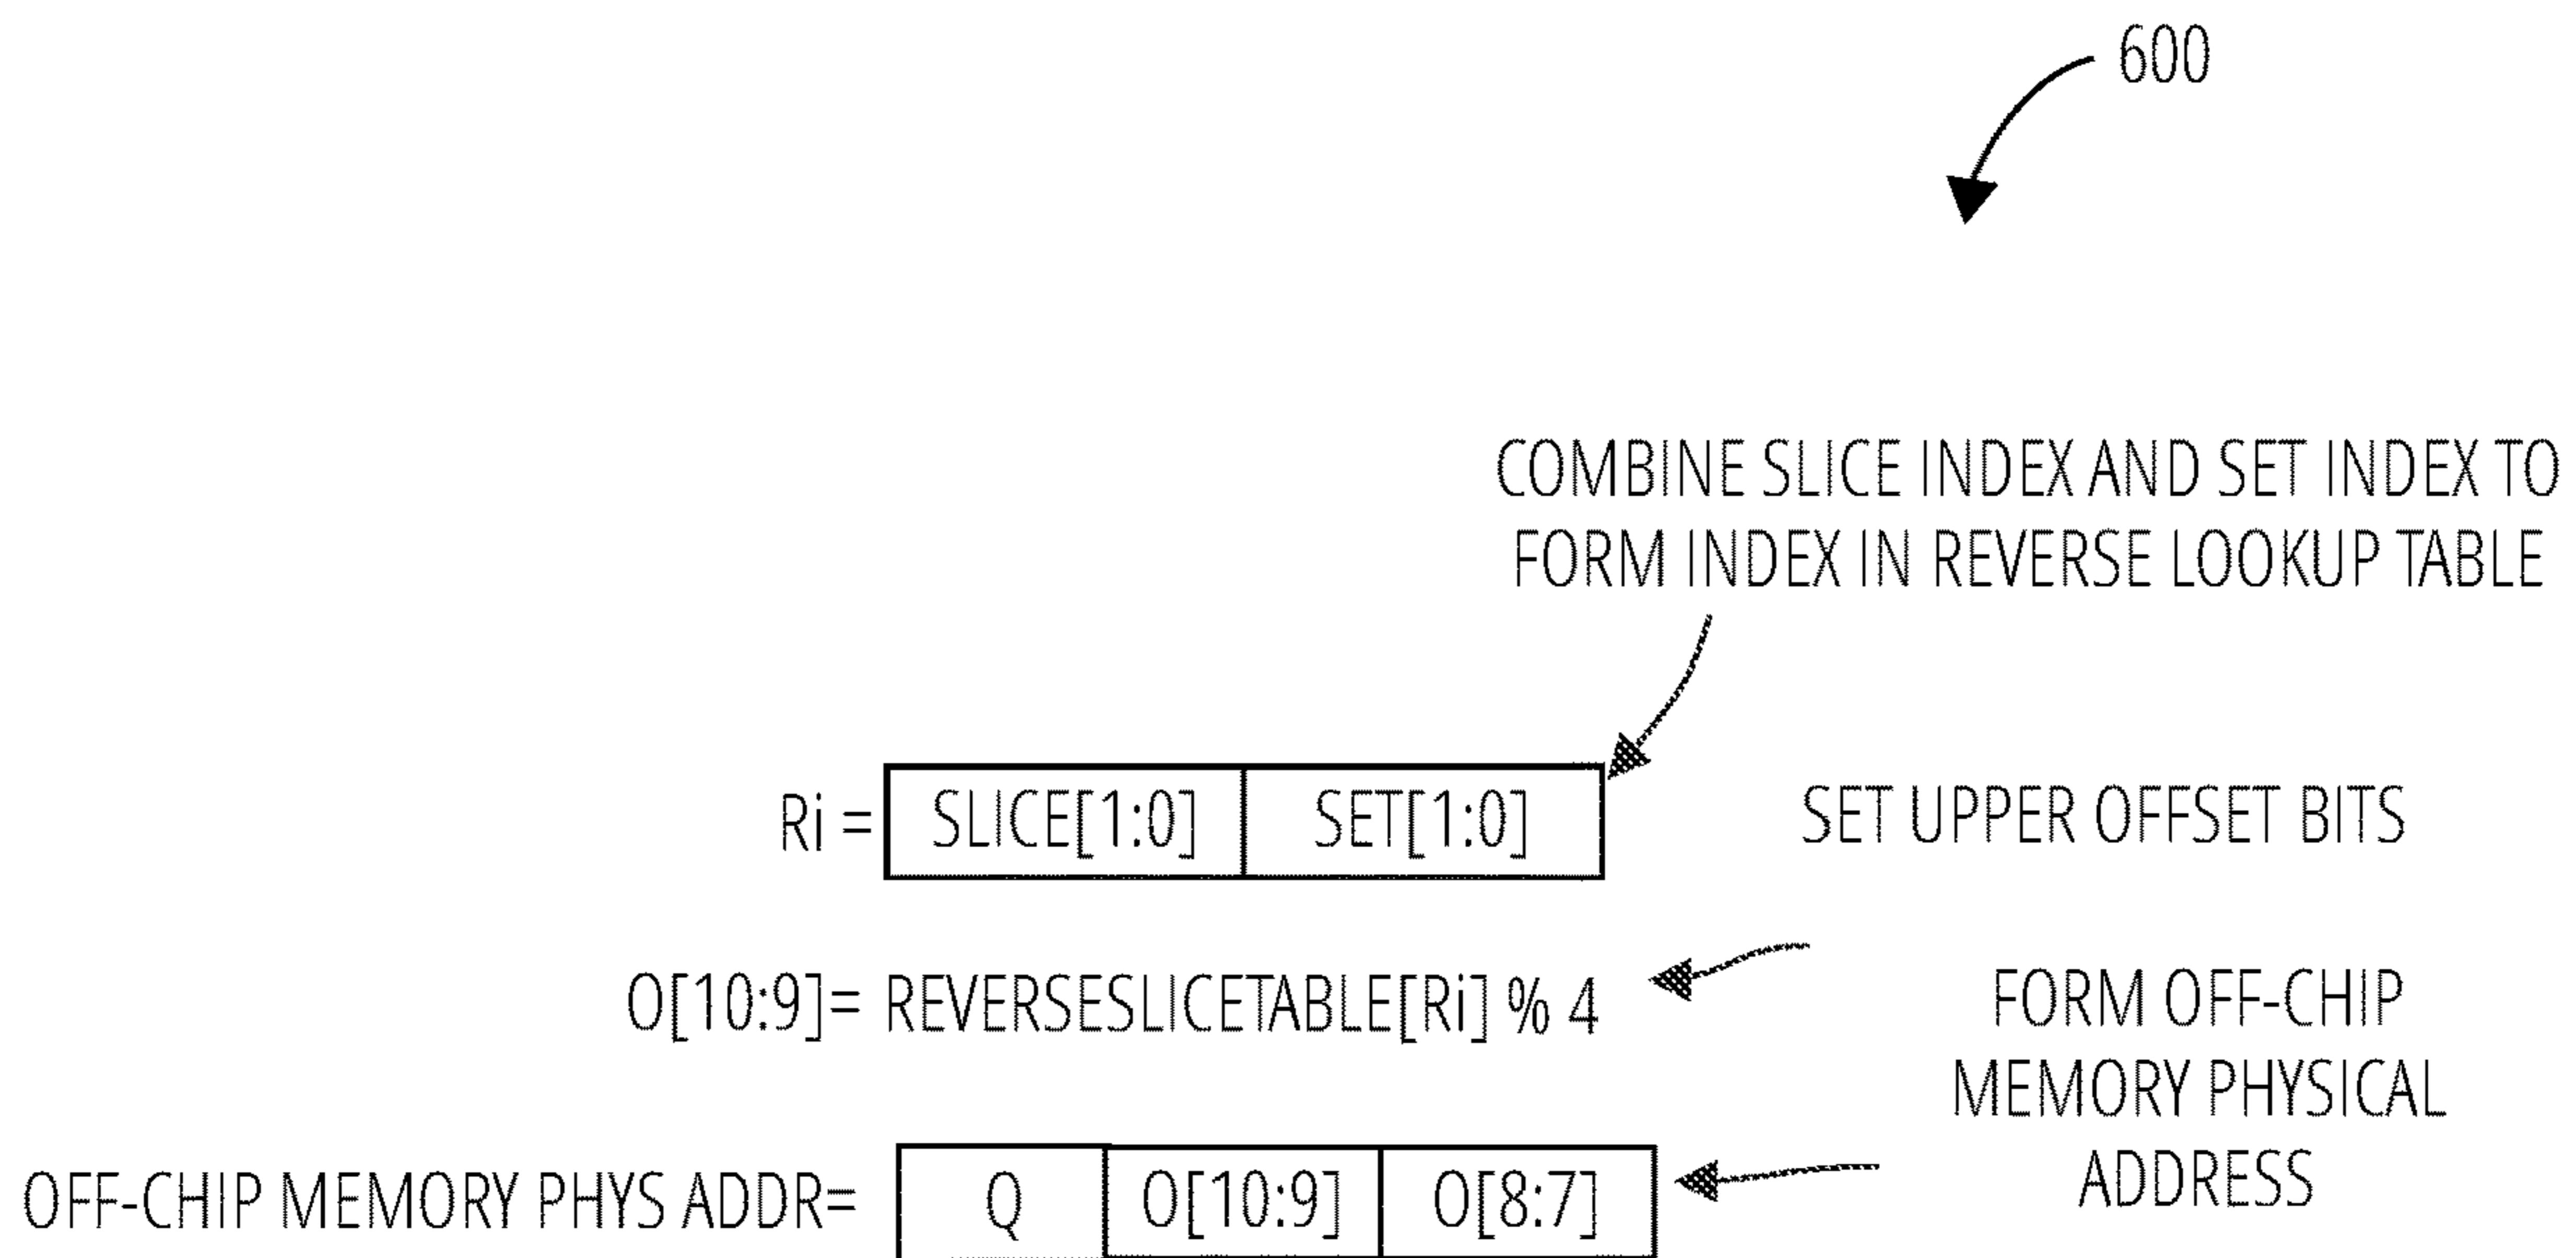 600
COMBINE SLICE INDEX AND SET INDEX TO
FORM INDEX IN REVERSE LOOKUP TABLE
Ri = SLICE[1:0] SET[1:0]
SET UPPER OFFSET BITS
O[10:9]= REVERSESLICETABLE[Ri] % 4
FORM OFF-CHIP
MEMORY PHYSICAL
ADDRESS
OFF-CHIP MEMORY PHYS ADDR= Q O[10:9] O[8:7]